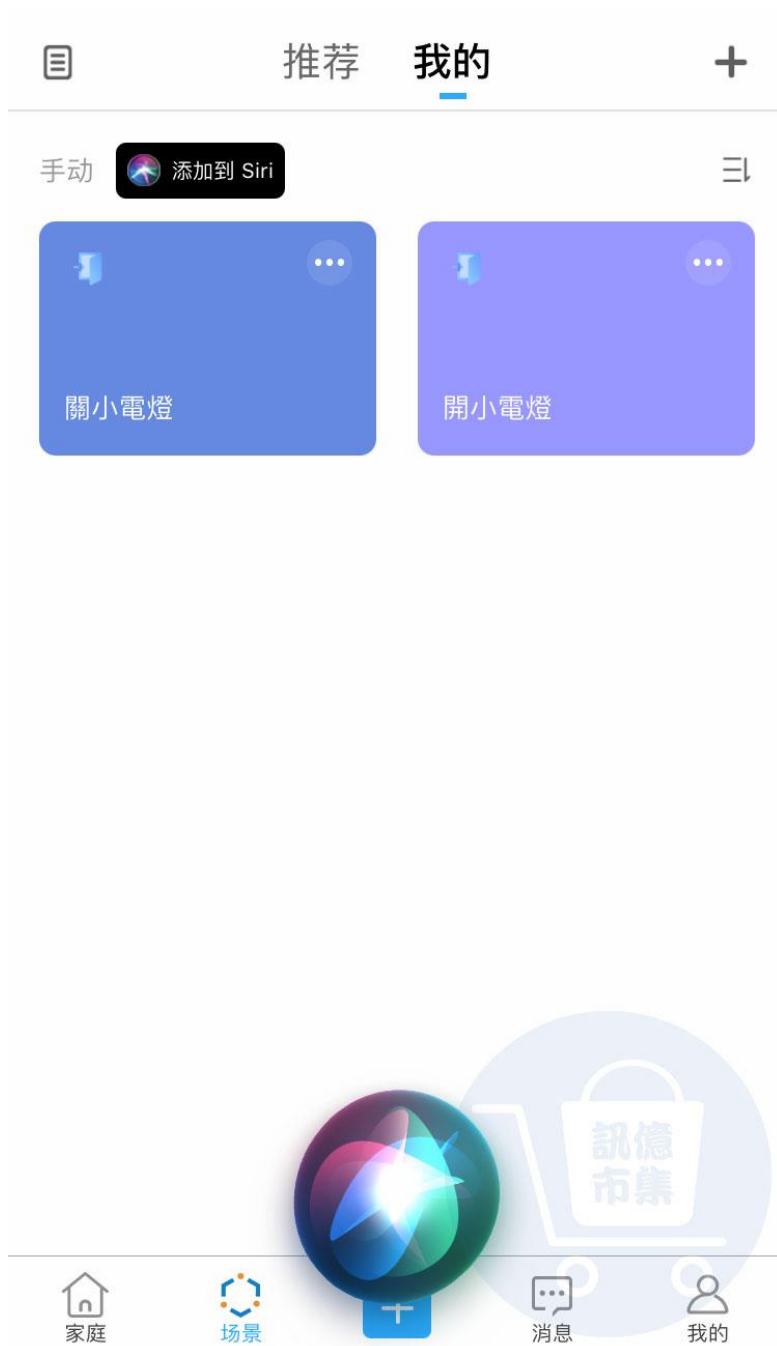 推荐 我的
手动 添加到 Siri
關小電燈 開小電燈
訊億
市集
家庭 场景 消息 我的